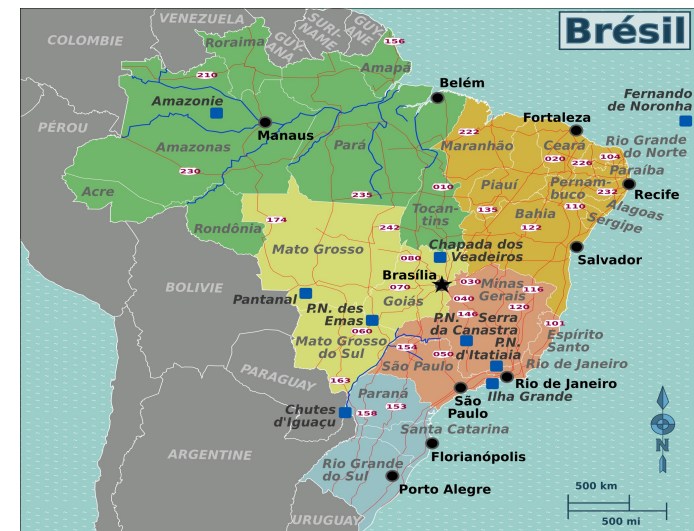 Brésil
VENEZUELA
COLOMBIE
SURI-
NAME
GUY-
ANE
GUY-
ANA
156
Roraima
210
Amapá
Belém
Amazonie
Fernando
de Noronha
Manaus
Fortaleza
PÉROU
222
Rio Grande
do Norte
Amazonas
Pará
Maranhão
Ceará
020
226
104
Paraíba
230
Acre
010
Piauí
Pernam-
buco
232
Recife
235
110
Alagoas
Sergipe
Tocan-
tins
135
Bahia
174
242
122
Rondônia
Mato Grosso
Chapada dos
Veadeiros
080
Salvador
Brasília
030
Minas
Gerais
116
BOLIVIE
070
Goiás
040
120
Pantanal
P.N. des
Emas
146
P.N. Serra
da Canastra
101
060
Espírito
Santo
Mato Grosso
do Sul
154
050
P.N.
d'Itatiaia
São Paulo
Rio de Janeiro
PARAGUAY
163
Rio de Janeiro
Ilha Grande
Paraná
São
Paulo
Chutes
d'Iguaçu
158
153
Santa Catarina
ARGENTINE
Florianópolis
N
Rio Grande
do Sul
Porto Alegre
500 km
500 mi
URUGUAY